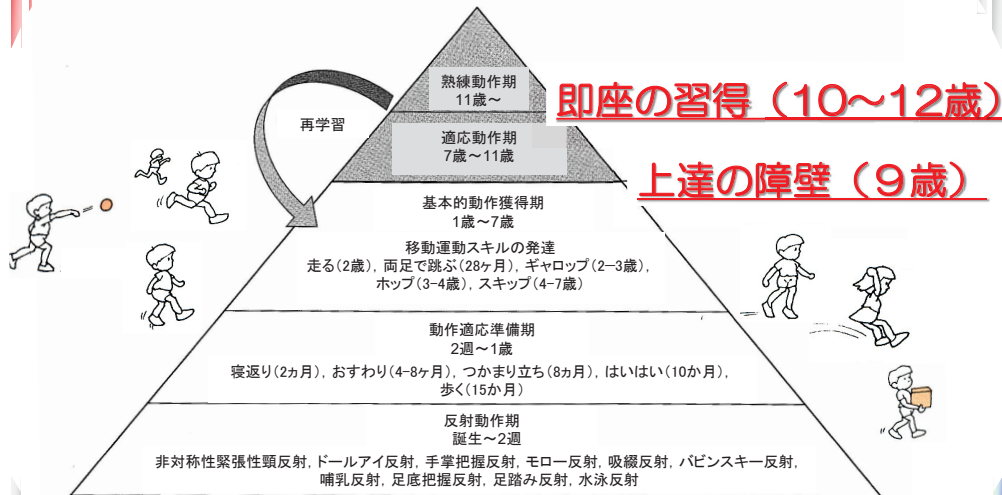 熟練動作期
11歳～
即座の習得（10～12歳）
再学習
適応動作期
7歳～11歳
上達の障壁（９歳）
基本的動作獲得期
1歳～7歳
移動運動スキルの発達
走る(2歳), 両足で跳ぶ(28ヶ月), ギャロップ(2-3歳),
ホップ(3-4歳), スキップ(4-7歳)
動作適応準備期
2週～1歳
寝返り(2ヵ月), おすわり(4-8ヶ月), つかまり立ち(8ヵ月), はいはい(10か月),
歩く(15か月)
反射動作期
誕生～2週
非対称性緊張性頸反射, ドールアイ反射, 手掌把握反射, モロー反射, 吸綴反射, バビンスキー反射,
哺乳反射, 足底把握反射, 足踏み反射, 水泳反射